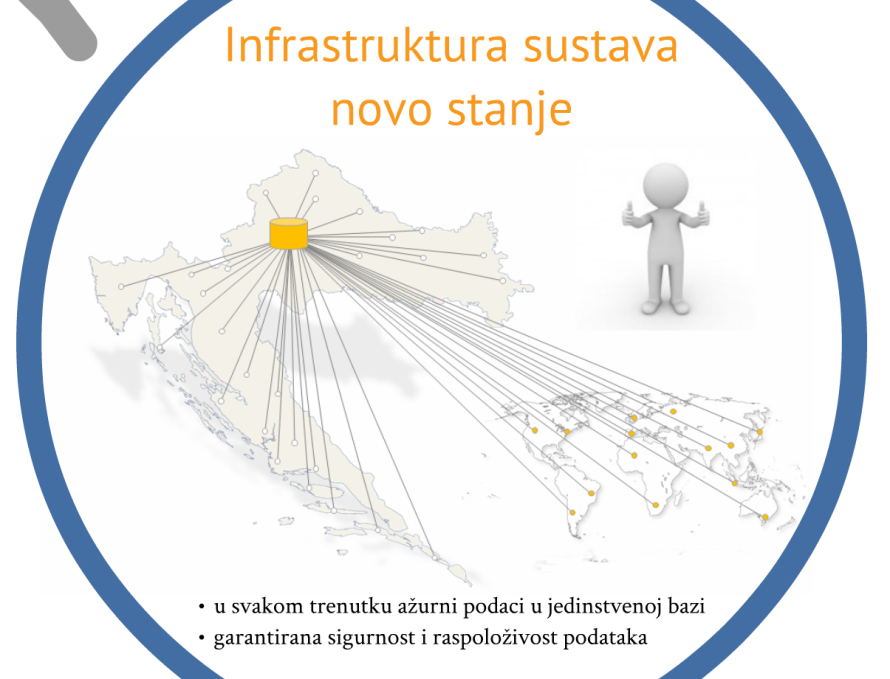 Infrastruktura sustava
novo stanje
• u svakom trenutku ažurni podaci u jedinstvenoj bazi
• garantirana sigurnost i raspoloživost podataka